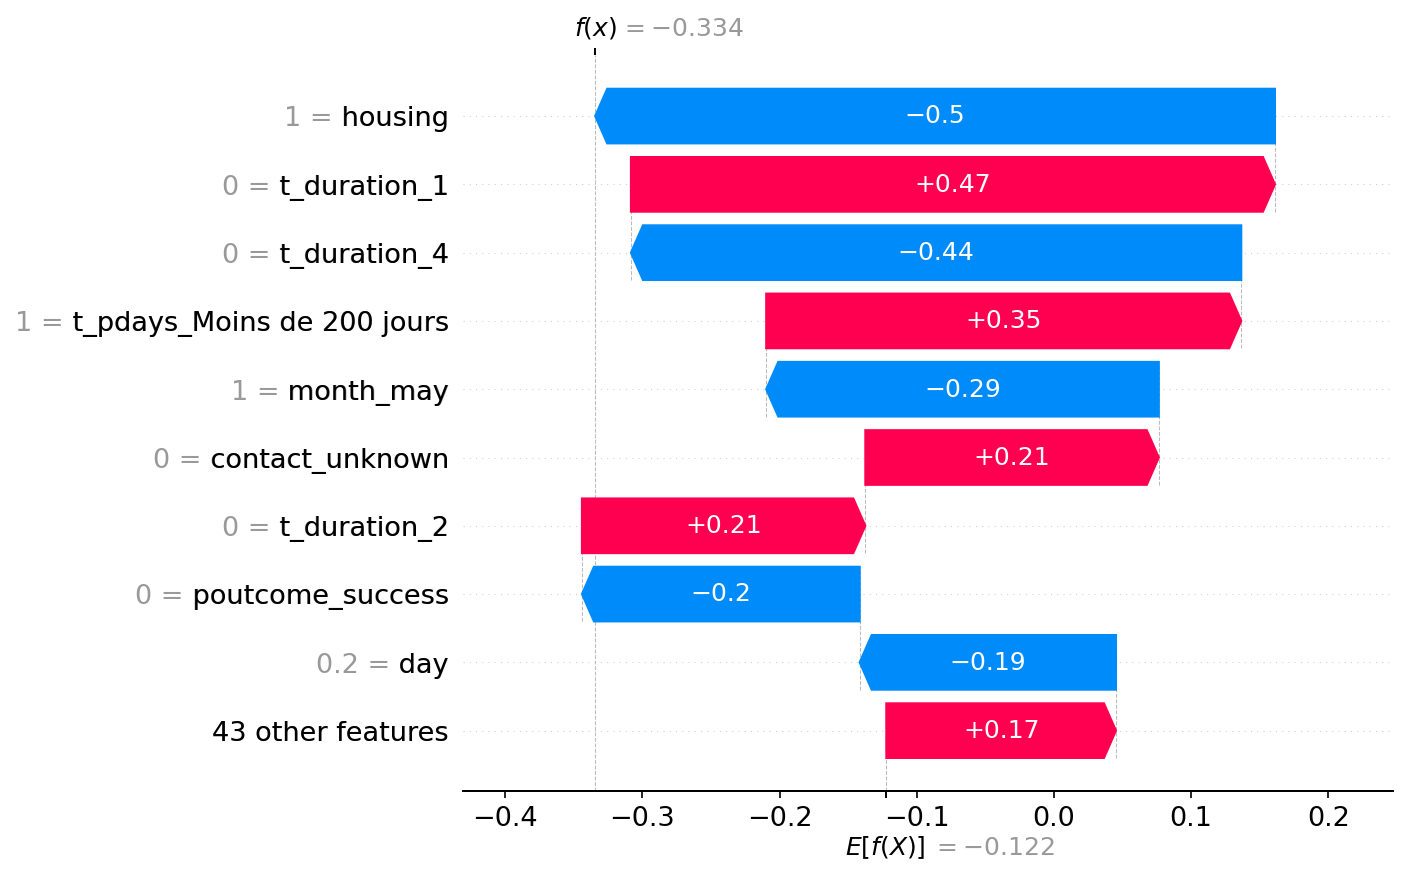 f(x) = −0.334
1 = housing −0.5
0 = t_duration_1 +0.47
0 = t_duration_4 −0.44
1 = t_pdays_Moins de 200 jours +0.35
1 = month_may −0.29
0 = contact_unknown +0.21
0 = t_duration_2 +0.21
0 = poutcome_success −0.2
0.2 = day −0.19
43 other features +0.17
−0.4 −0.3 −0.2 −0.1 0.0 0.1 0.2
E[f(X)] = −0.122